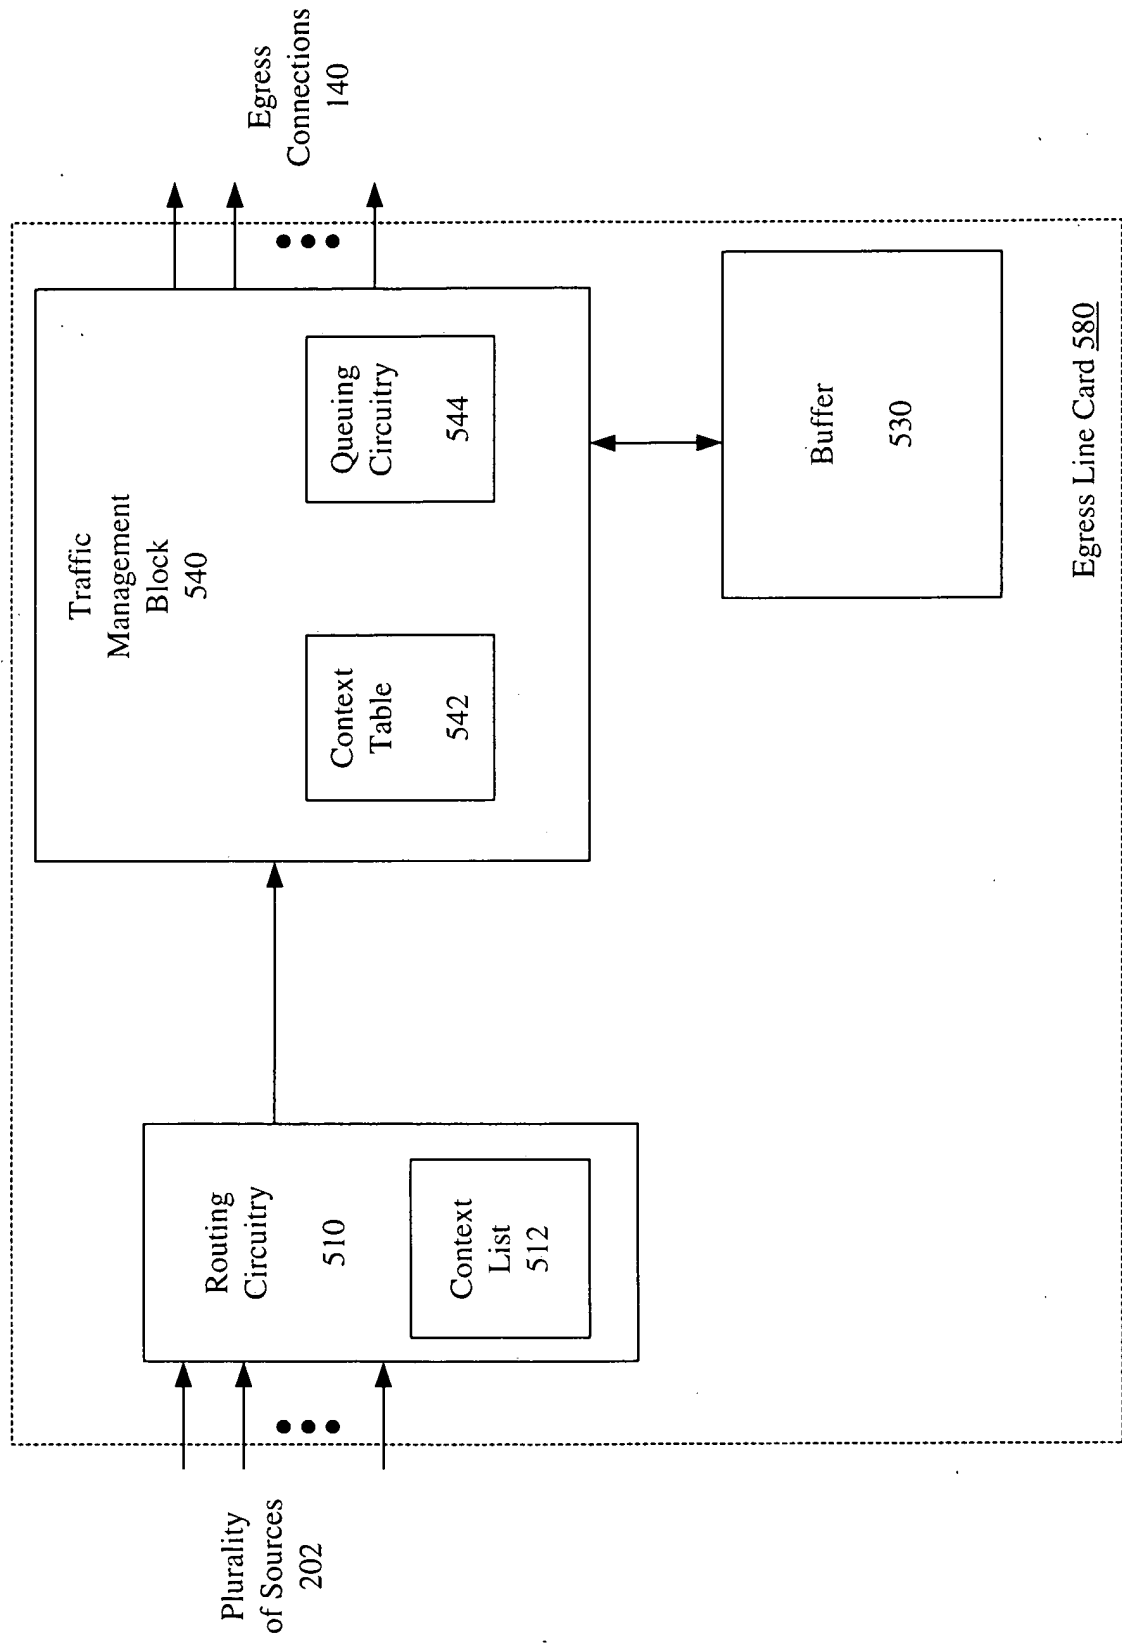 Plurality
of Sources
202
Routing
Circuitry
510
Context
List
512
Traffic
Management
Block
540
Context
Table
542
Queuing
Circuitry
544
Egress
Connections
140
Buffer
530
Egress Line Card 580